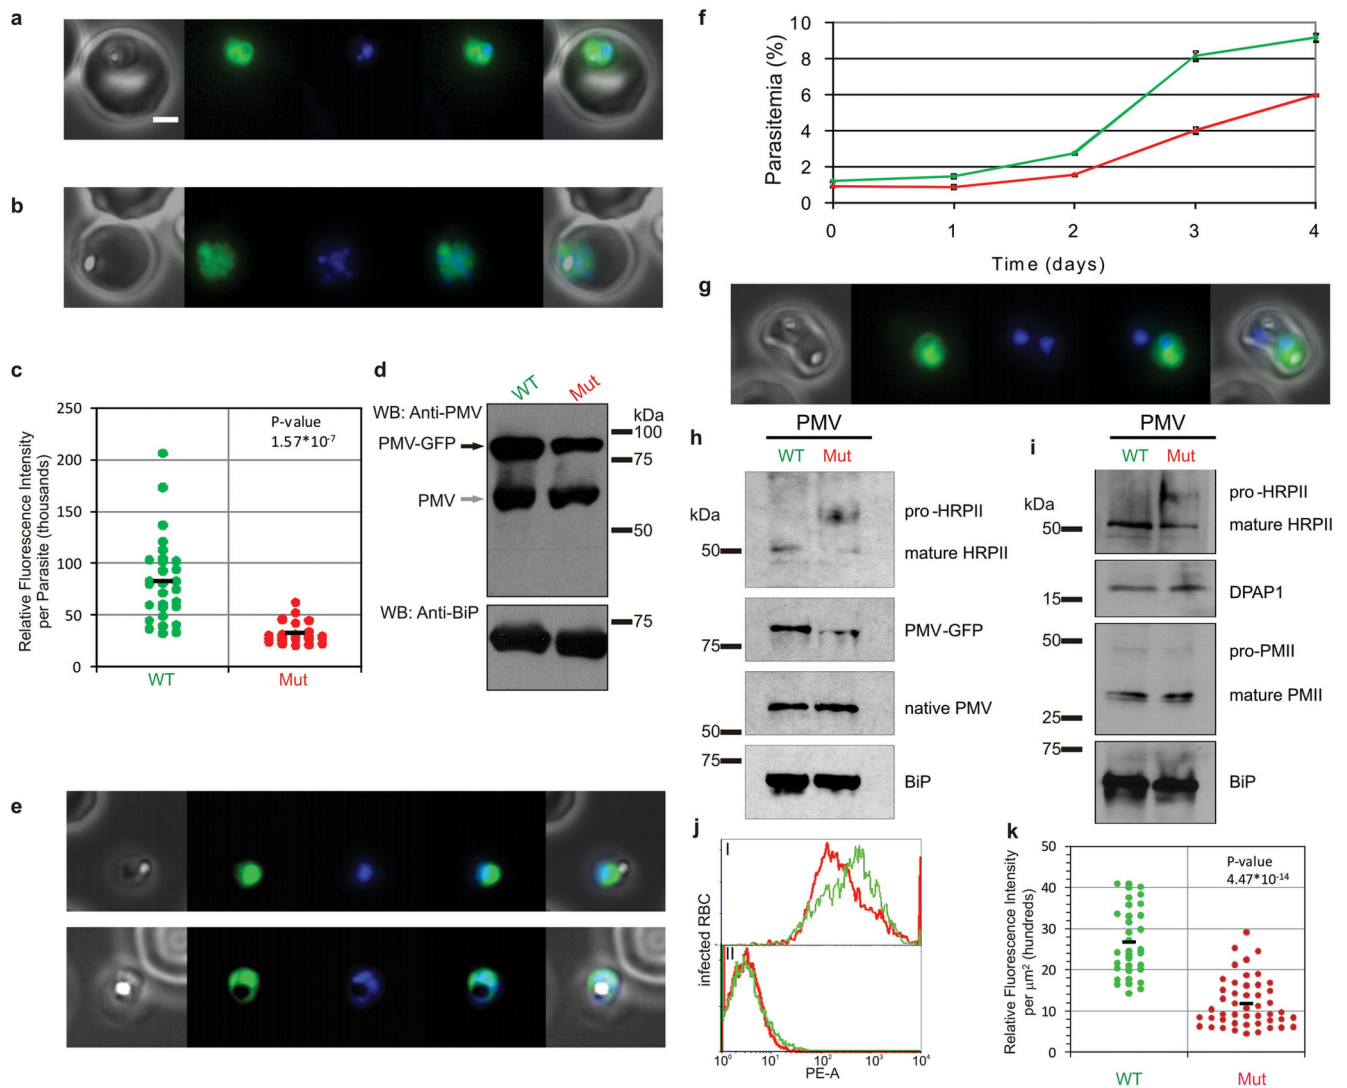 a
b
c
250
200
150
100
50
0
Relative Fluorescence Intensity
per Parasite (thousands)
P-value
1.57*10-7
WT
Mut
d
WT
Mut
WB: Anti-PMV
kDa
PMV-GFP
100
75
PMV
50
WB: Anti-BiP
75
e
f
10
8
6
4
2
0
Parasitemia (%)
0 1 2 3 4
Time (days)
g
h
PMV
WT Mut
kDa
pro-HRPII
50
mature HRPII
PMV-GFP
75
native PMV
50
75
BiP
i
PMV
WT Mut
kDa
pro-HRPII
50
mature HRPII
DPAP1
15
50
pro-PMII
mature PMII
25
75
BiP
j
I
II
infected RBC
10⁰ 10¹ 10² 10³ 10⁴
PE-A
k
50
40
30
20
10
0
Relative Fluorescence Intensity
per µm² (hundreds)
P-value
4.47*10-14
WT
Mut